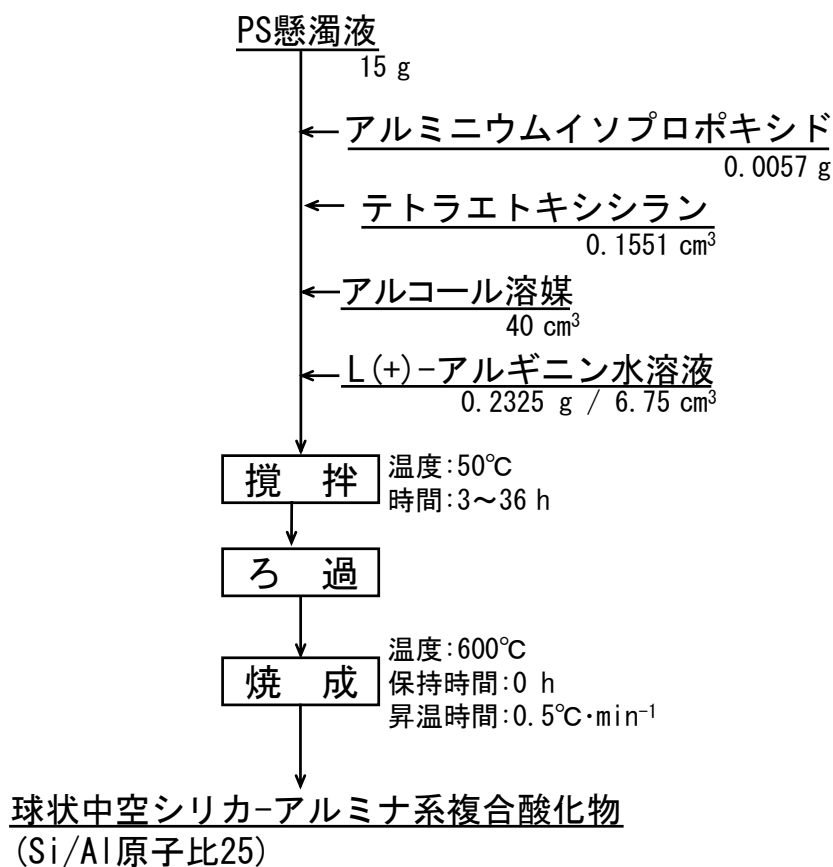 PS懸濁液
15 g
アルミニウムイソプロポキシド
0.0057 g
テトラエトキシシラン
0.1551 cm³
アルコール溶媒
40 cm³
L(+)-アルギニン水溶液
0.2325 g / 6.75 cm³
攪 拌
温度:50℃
時間:3～36 h
ろ 過
焼 成
温度:600℃
保持時間:0 h
昇温時間:0.5℃･min⁻¹
球状中空シリカ-アルミナ系複合酸化物
(Si/Al原子比25)